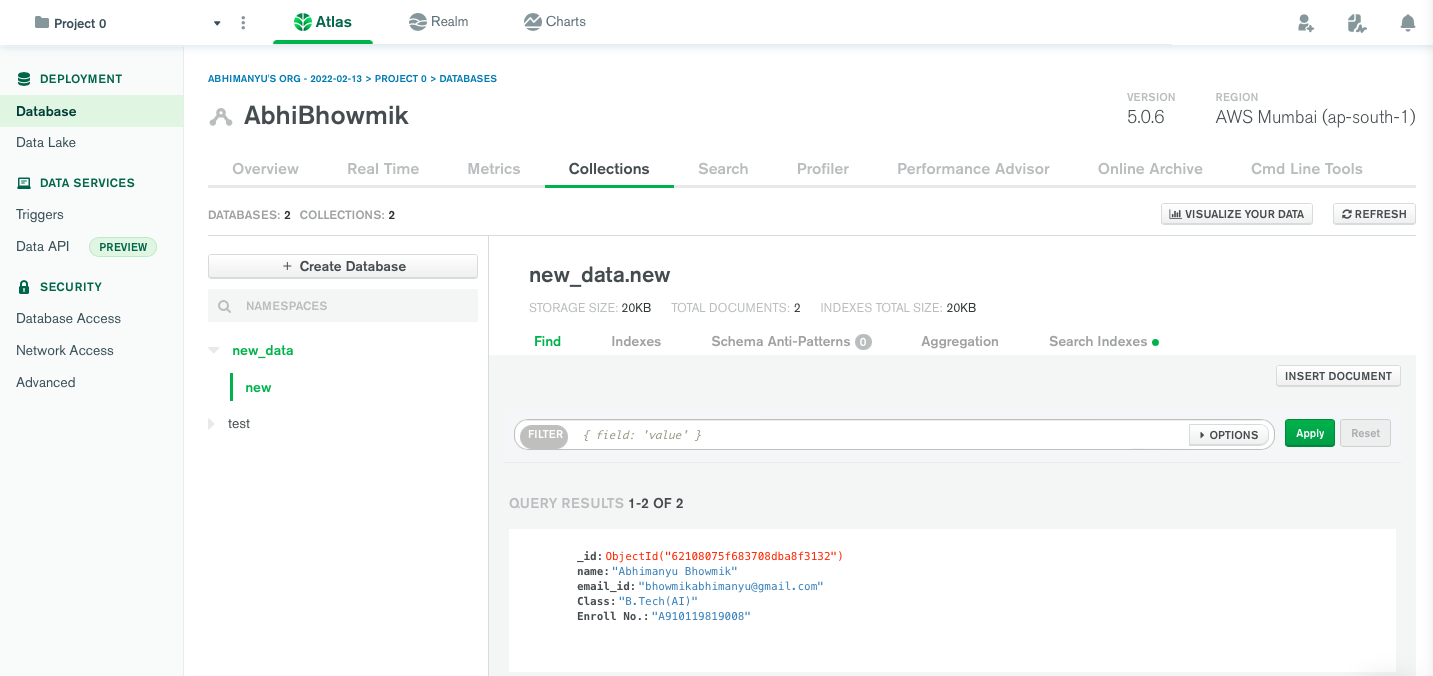 Project 0
Atlas
Realm
Charts
DEPLOYMENT
Database
Data Lake
DATA SERVICES
Triggers
Data API PREVIEW
SECURITY
Database Access
Network Access
Advanced
ABHIMANYU'S ORG - 2022-02-13 > PROJECT 0 > DATABASES
AbhiBhowmik
VERSION
5.0.6
REGION
AWS Mumbai (ap-south-1)
Overview
Real Time
Metrics
Collections
Search
Profiler
Performance Advisor
Online Archive
Cmd Line Tools
DATABASES: 2 COLLECTIONS: 2
VISUALIZE YOUR DATA
REFRESH
+ Create Database
NAMESPACES
new_data
new
test
new_data.new
STORAGE SIZE: 20KB TOTAL DOCUMENTS: 2 INDEXES TOTAL SIZE: 20KB
Find
Indexes
Schema Anti-Patterns 0
Aggregation
Search Indexes
INSERT DOCUMENT
FILTER { field: 'value' }
OPTIONS
Apply
Reset
QUERY RESULTS 1-2 OF 2
_id: ObjectId("62108075f683708dba8f3132")
name: "Abhimanyu Bhowmik"
email_id: "bhowmikabhimanyu@gmail.com"
Class: "B.Tech(AI)"
Enroll No.: "A910119819008"